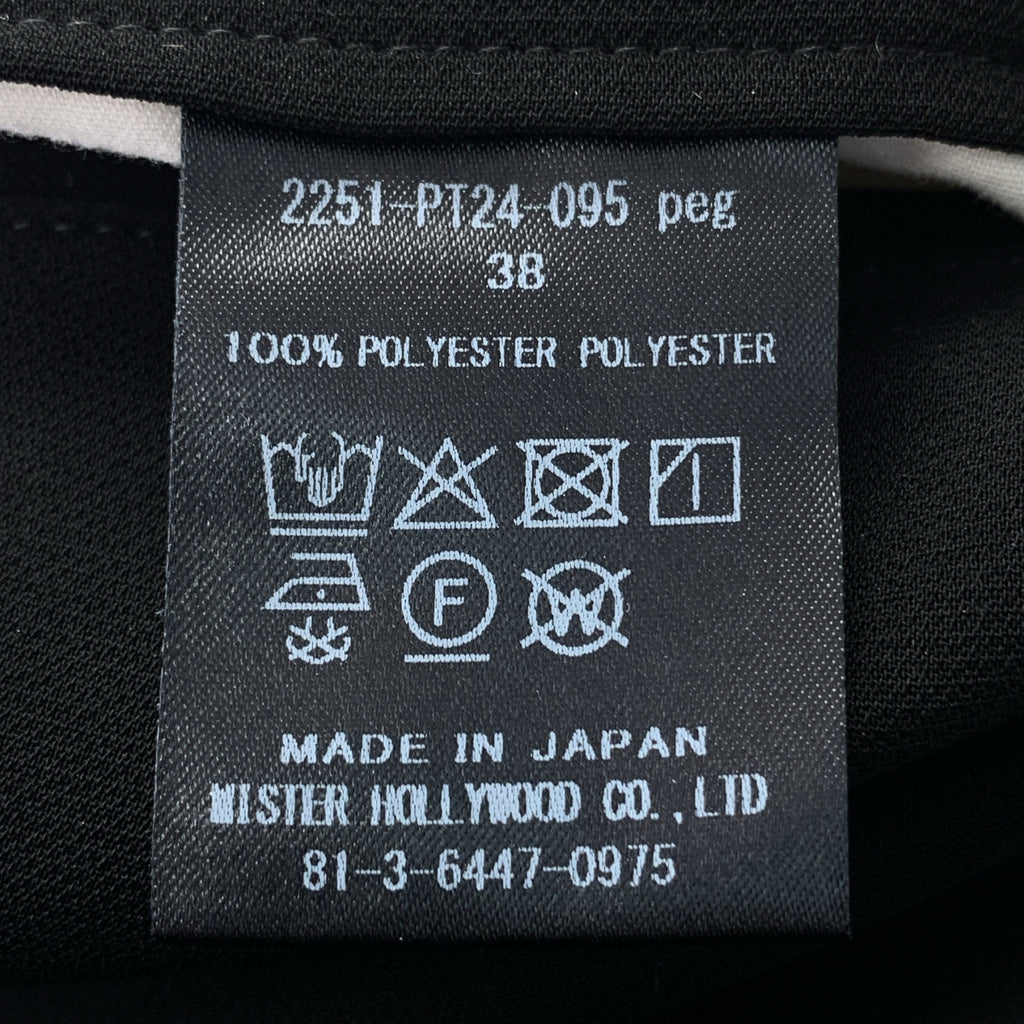 2251-PT24-095 peg
38
100% POLYESTER POLYESTER
F
W
MADE IN JAPAN
MISTER HOLLYWOOD CO.,LTD
81-3-6447-0975